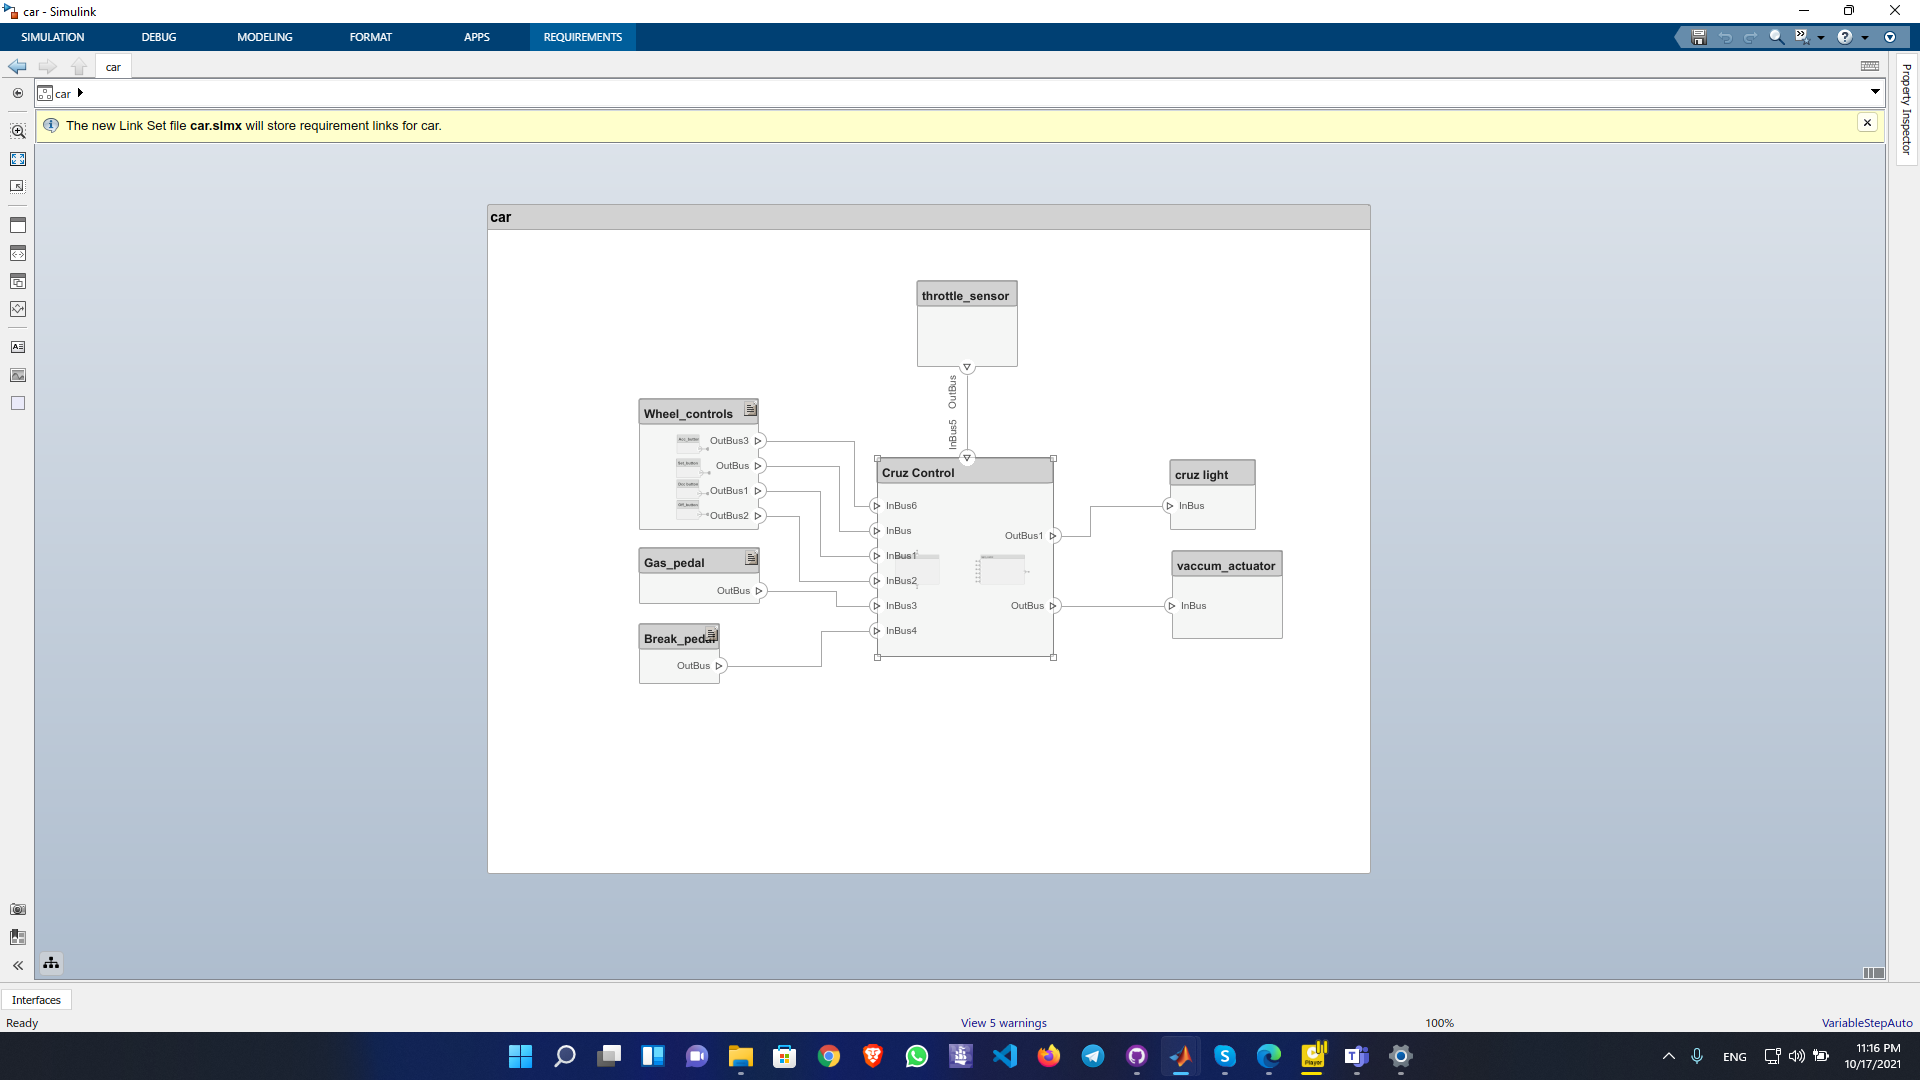 car - Simulink
SIMULATION DEBUG MODELING FORMAT APPS REQUIREMENTS
car
car
Property Inspector
The new Link Set file car.slmx will store requirement links for car.
car
throttle_sensor
OutBus
InBus5
Wheel_controls
OutBus3
OutBus
OutBus1
OutBus2
Gas_pedal
OutBus
Break_pedal
OutBus
Cruz Control
InBus6
InBus
InBus1
InBus2
InBus3
InBus4
OutBus1
OutBus
cruz light
InBus
vaccum_actuator
InBus
Interfaces
Ready View 5 warnings 100% VariableStepAuto
ENG
11:16 PM
10/17/2021